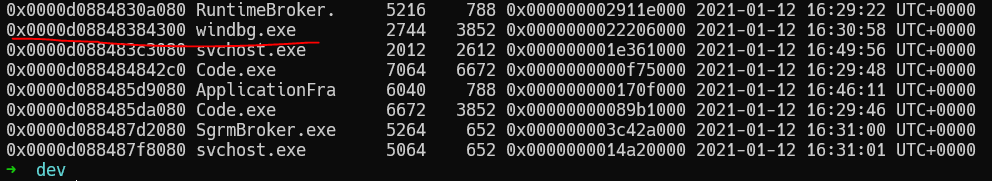 0x0000d0884830a080 RuntimeBroker. 5216 788 0x000000002911e000 2021-01-12 16:29:22 UTC+0000
0x0000d08848384300 windbg.exe 2744 3852 0x0000000022206000 2021-01-12 16:30:58 UTC+0000
0x0000d088483c3080 svchost.exe 2012 2612 0x000000001e361000 2021-01-12 16:49:56 UTC+0000
0x0000d088484842c0 Code.exe 7064 6672 0x0000000000f75000 2021-01-12 16:29:48 UTC+0000
0x0000d088485d9080 ApplicationFra 6040 788 0x00000000170f000 2021-01-12 16:46:11 UTC+0000
0x0000d088485da080 Code.exe 6672 3852 0x00000000089b1000 2021-01-12 16:29:46 UTC+0000
0x0000d088487d2080 SgrmBroker.exe 5264 652 0x000000003c42a000 2021-01-12 16:31:00 UTC+0000
0x0000d088487f8080 svchost.exe 5064 652 0x0000000014a20000 2021-01-12 16:31:01 UTC+0000
→ dev